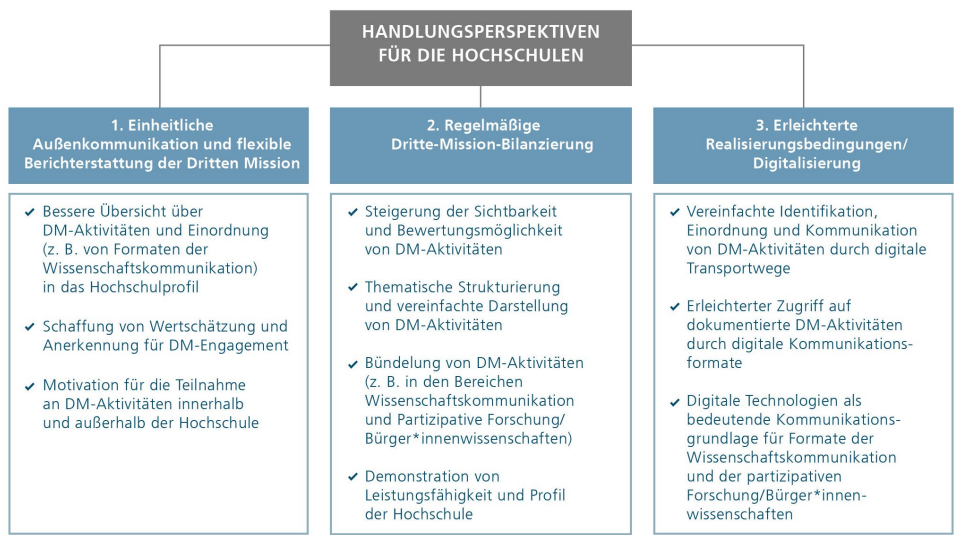 HANDLUNGSPERSPEKTIVEN
FÜR DIE HOCHSCHULEN
1. Einheitliche
Außenkommunikation und flexible
Berichterstattung der Dritten Mission
✓ Bessere Übersicht über
DM-Aktivitäten und Einordnung
(z. B. von Formaten der
Wissenschaftskommunikation)
in das Hochschulprofil
✓ Schaffung von Wertschätzung und
Anerkennung für DM-Engagement
✓ Motivation für die Teilnahme
an DM-Aktivitäten innerhalb
und außerhalb der Hochschule
2. Regelmäßige
Dritte-Mission-Bilanzierung
✓ Steigerung der Sichtbarkeit
und Bewertungsmöglichkeit
von DM-Aktivitäten
✓ Thematische Strukturierung
und vereinfachte Darstellung
von DM-Aktivitäten
✓ Bündelung von DM-Aktivitäten
(z. B. in den Bereichen
Wissenschaftskommunikation
und Partizipative Forschung/
Bürger*innenwissenschaften)
✓ Demonstration von
Leistungsfähigkeit und Profil
der Hochschule
3. Erleichterte
Realisierungsbedingungen/
Digitalisierung
✓ Vereinfachte Identifikation,
Einordnung und Kommunikation
von DM-Aktivitäten durch digitale
Transportwege
✓ Erleichterter Zugriff auf
dokumentierte DM-Aktivitäten
durch digitale Kommunikations-
formate
✓ Digitale Technologien als
bedeutende Kommunikations-
grundlage für Formate der
Wissenschaftskommunikation
und der partizipativen
Forschung/Bürger*innen-
wissenschaften